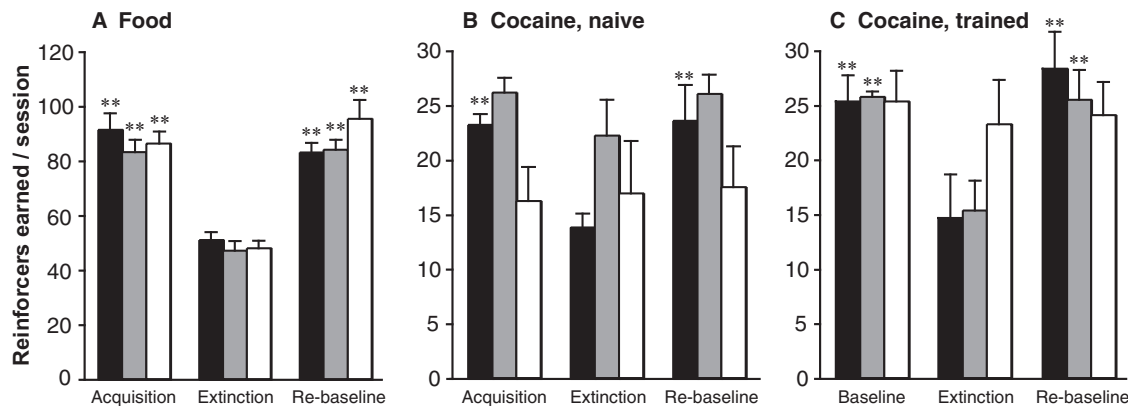 A Food
B Cocaine, naive
C Cocaine, trained
Reinforcers earned / session
120
100
80
60
40
20
0
**
**
**
**
**
**
Acquisition
Extinction
Re-baseline
30
25
20
15
10
5
0
**
**
Acquisition
Extinction
Re-baseline
30
25
20
15
10
5
0
**
**
**
**
Baseline
Extinction
Re-baseline